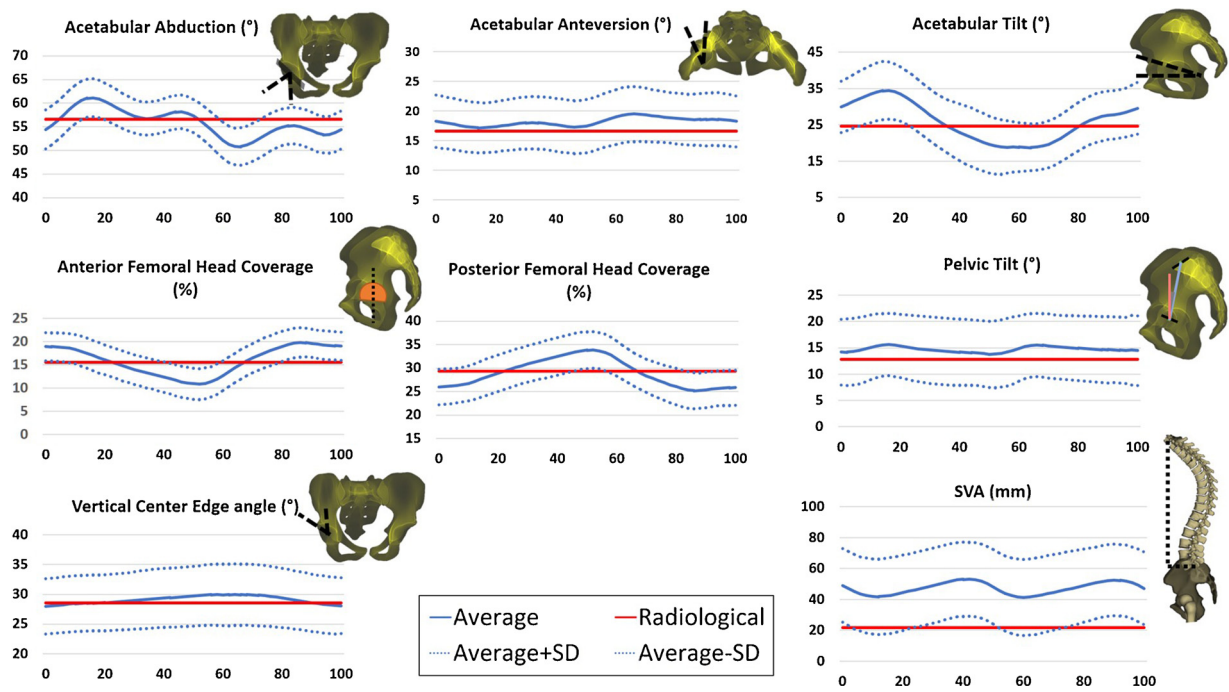 Acetabular Abduction (°)
70
65
60
55
50
45
40
0 20 40 60 80 100
Acetabular Anteversion (°)
30
25
20
15
10
5
0 20 40 60 80 100
Acetabular Tilt (°)
45
35
25
15
5
0 20 40 60 80 100
Anterior Femoral Head Coverage
(%)
25
20
15
10
5
0
0 20 40 60 80 100
Posterior Femoral Head Coverage
(%)
40
35
30
25
20
15
0 20 40 60 80 100
Pelvic Tilt (°)
25
20
15
10
5
0
0 20 40 60 80 100
Vertical Center Edge angle (°)
40
35
30
25
20
0 20 40 60 80 100
Average
Radiological
Average+SD
Average-SD
SVA (mm)
100
80
60
40
20
0
0 20 40 60 80 100